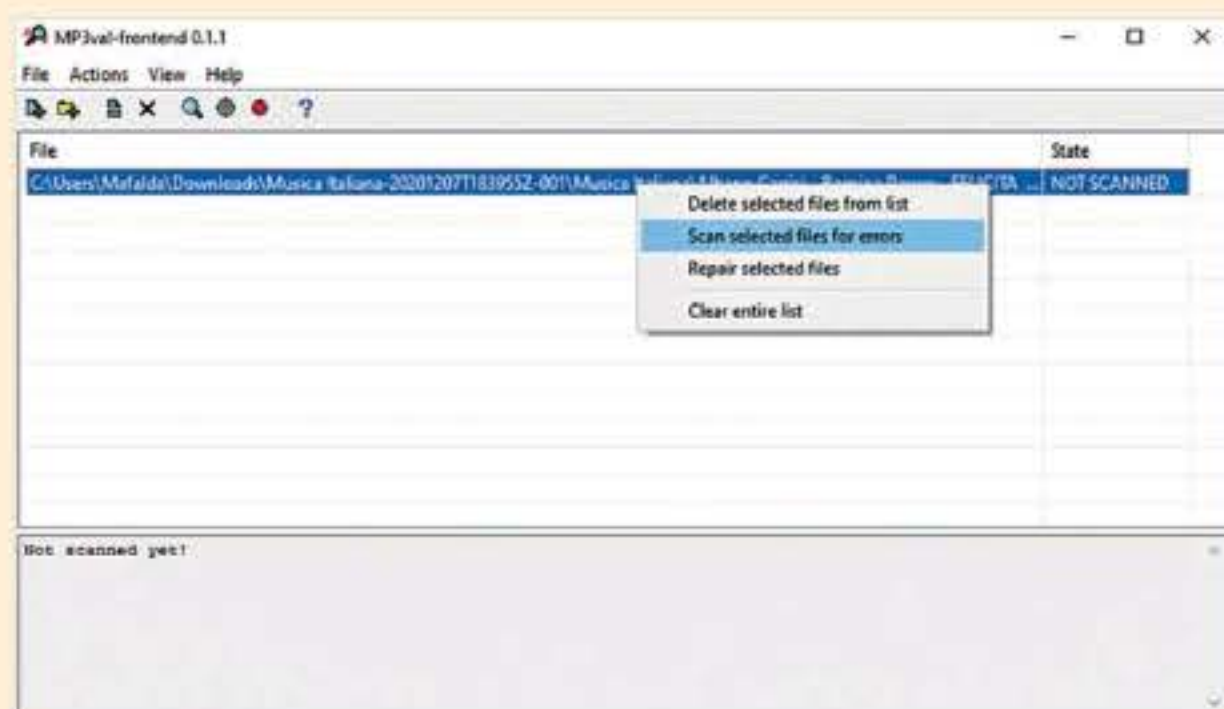 MP3val-frontend 0.1.1
File Actions View Help
File State
C:\Users\Mafalda\Downloads\Musica Italiana-20201207T183955Z-001\Musica ... NOT SCANNED
Delete selected files from list
Scan selected files for errors
Repair selected files
Clear entire list
Not scanned yet!